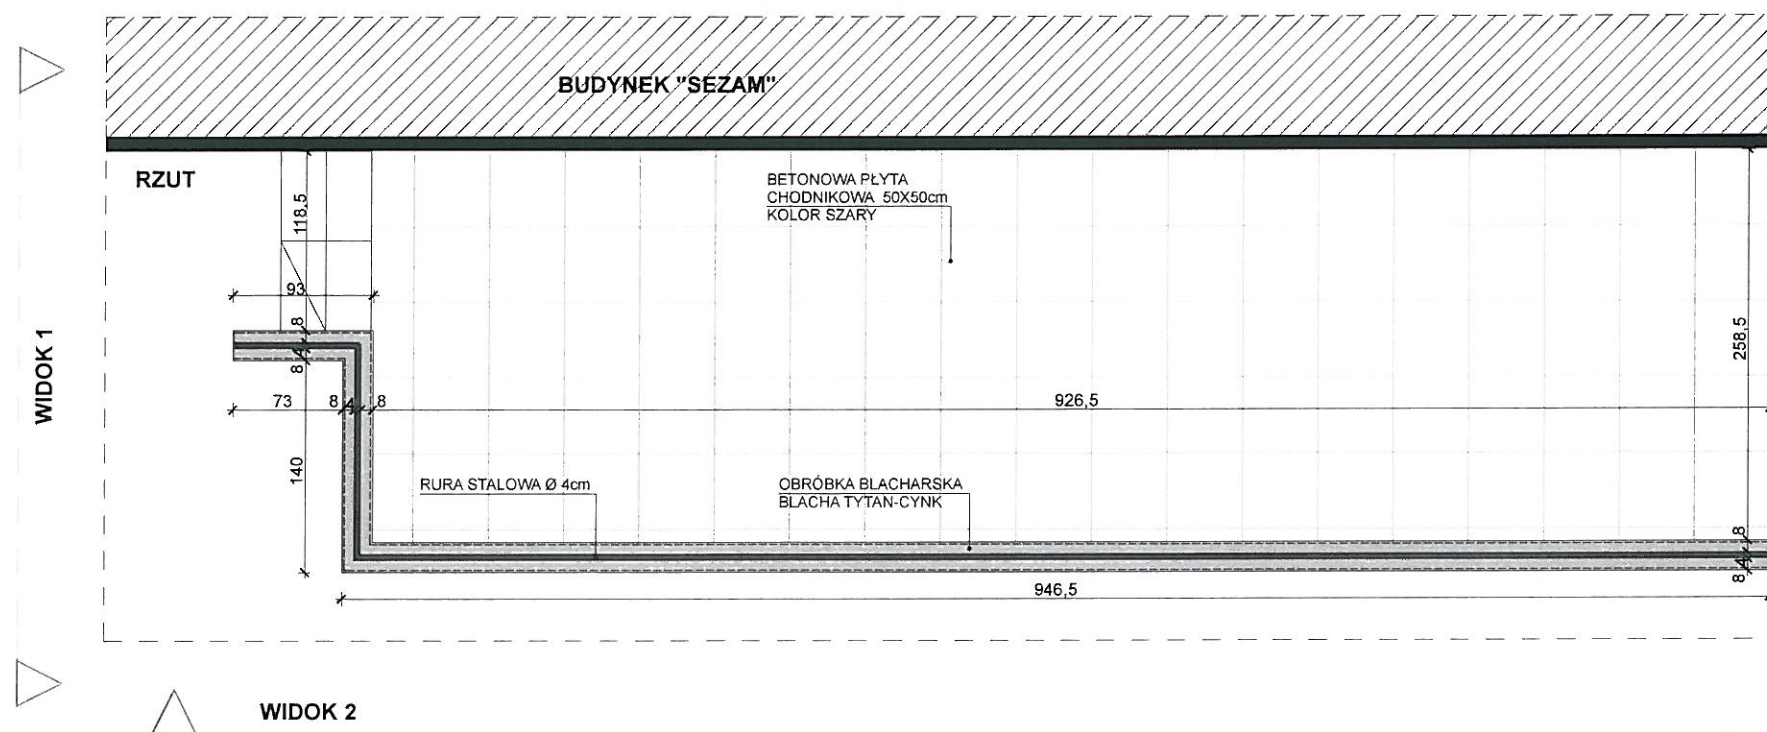 BUDYNEK "SEZAM"
RZUT
BETONOWA PŁYTA
CHODNIKOWA 50X50cm
KOLOR SZARY
118,5
93
8
4
8
258,5
WIDOK 1
73
8
4
8
926,5
140
RURA STALOWA Ø 4cm
OBRÓBKA BLACHARSKA
BLACHA TYTAN-CYNK
8
4
8
946,5
WIDOK 2